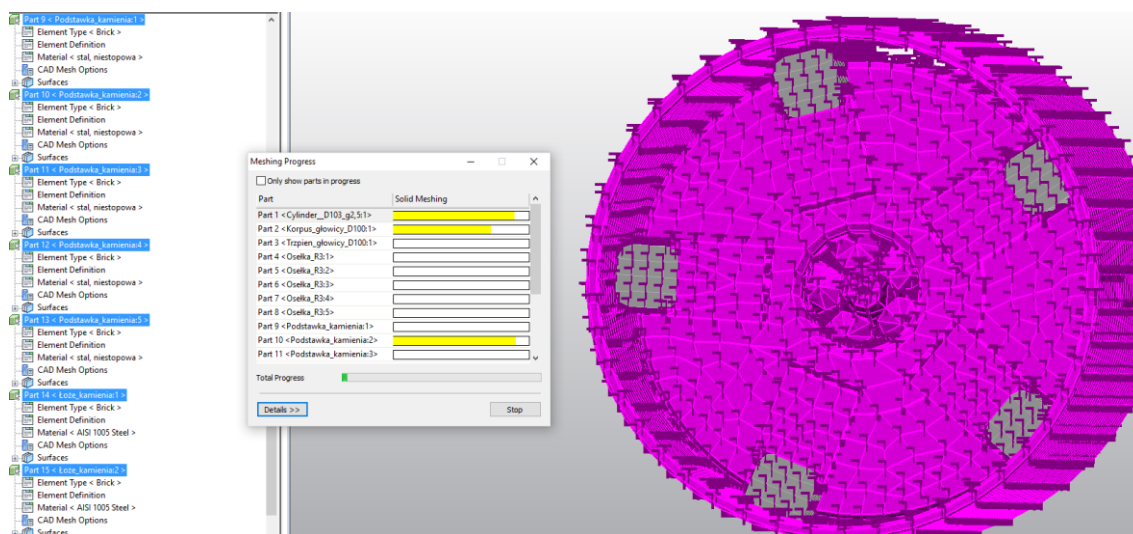 Part 9 < Podstawka_kamienia:1 >
Element Type < Brick >
Element Definition
Material < stal, niestopowa >
CAD Mesh Options
Surfaces
Part 10 < Podstawka_kamienia:2 >
Element Type < Brick >
Element Definition
Material < stal, niestopowa >
CAD Mesh Options
Surfaces
Part 11 < Podstawka_kamienia:3 >
Element Type < Brick >
Element Definition
Material < stal, niestopowa >
CAD Mesh Options
Surfaces
Part 12 < Podstawka_kamienia:4 >
Element Type < Brick >
Element Definition
Material < stal, niestopowa >
CAD Mesh Options
Surfaces
Part 13 < Podstawka_kamienia:5 >
Element Type < Brick >
Element Definition
Material < stal, niestopowa >
CAD Mesh Options
Surfaces
Part 14 < Łoże_kamienia:1 >
Element Type < Brick >
Element Definition
Material < AISI 1005 Steel >
CAD Mesh Options
Surfaces
Part 15 < Łoże_kamienia:2 >
Element Type < Brick >
Element Definition
Material < AISI 1005 Steel >
CAD Mesh Options
Surfaces
Meshing Progress
Only show parts in progress
Part Solid Meshing
Part 1 <Cylinder__D103_g2,5:1>
Part 2 <Korpus_głowicy_D100:1>
Part 3 <Trzpien_głowicy_D100:1>
Part 4 <Osełka_R3:1>
Part 5 <Osełka_R3:2>
Part 6 <Osełka_R3:3>
Part 7 <Osełka_R3:4>
Part 8 <Osełka_R3:5>
Part 9 <Podstawka_kamienia:1>
Part 10 <Podstawka_kamienia:2>
Part 11 <Podstawka_kamienia:3>
Total Progress
Details >>
Stop